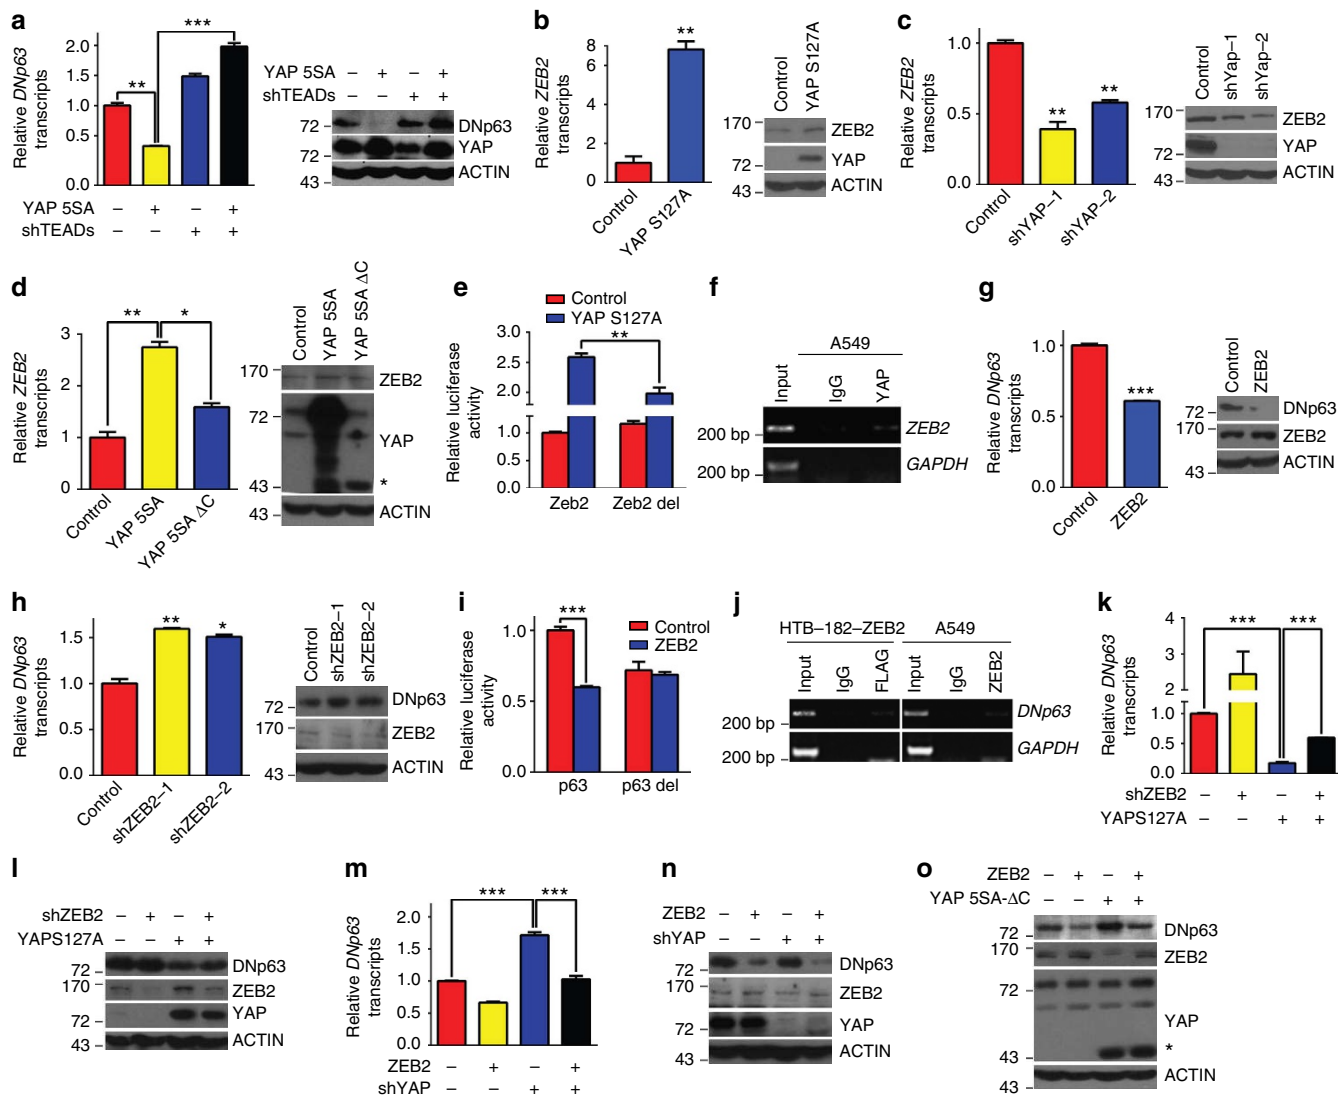 a
Relative DNp63 transcripts
2.0
1.5
1.0
0.5
0.0
**
***
YAP 5SA – + – +
shTEADs – – + +
YAP 5SA – + – +
shTEADs – – + +
72 DNp63
72 YAP
43 ACTIN
b
Relative ZEB2 transcripts
8
6
4
2
0
**
Control
YAP S127A
Control
YAP S127A
170 ZEB2
72 YAP
43 ACTIN
c
Relative ZEB2 transcripts
1.0
0.5
0.0
**
**
Control
shYAP–1
shYAP–2
Control
shYap–1
shYap–2
170 ZEB2
72 YAP
43 ACTIN
d
Relative ZEB2 transcripts
3
2
1
0
**
*
Control
YAP 5SA
YAP 5SA ΔC
Control
YAP 5SA
YAP 5SA ΔC
170 ZEB2
72 YAP
43 *
43 ACTIN
e
Control
YAP S127A
Relative luciferase activity
3.0
2.5
2.0
1.5
1.0
0.5
0.0
**
Zeb2
Zeb2 del
f
A549
Input
IgG
YAP
200 bp ZEB2
200 bp GAPDH
g
Relative DNp63 transcripts
1.0
0.5
0.0
***
Control
ZEB2
Control
ZEB2
72 DNp63
170 ZEB2
43 ACTIN
h
Relative DNp63 transcripts
1.5
1.0
0.5
0.0
**
*
Control
shZEB2–1
shZEB2–2
Control
shZEB2–1
shZEB2–2
72 DNp63
170 ZEB2
72
43 ACTIN
i
Relative luciferase activity
1.0
0.5
0.0
***
Control
ZEB2
p63
p63 del
j
HTB–182–ZEB2
A549
Input
IgG
FLAG
Input
IgG
ZEB2
200 bp DNp63
200 bp GAPDH
k
Relative DNp63 transcripts
4
3
2
1.0
0.5
0.0
***
***
shZEB2 – + – +
YAPS127A – – + +
l
shZEB2 – + – +
YAPS127A – – + +
72 DNp63
170 ZEB2
72 YAP
43 ACTIN
m
Relative DNp63 transcripts
2.0
1.5
1.0
0.5
0.0
***
***
ZEB2 – + – +
shYAP – – + +
n
ZEB2 – + – +
shYAP – – + +
72 DNp63
170 ZEB2
72 YAP
43 ACTIN
o
ZEB2 – + – +
YAP 5SA-ΔC – – + +
72 DNp63
170 ZEB2
72 YAP
43 *
43 ACTIN